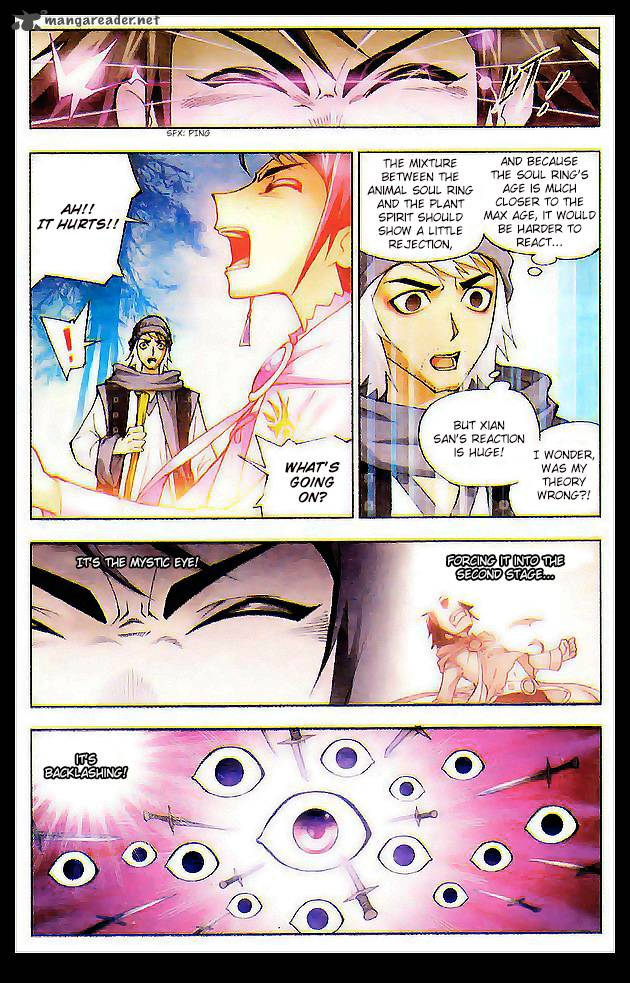 mangareader.net
SFX: PING
AH!!
IT HURTS!!
WHAT'S
GOING
ON?
THE MIXTURE
BETWEEN THE
ANIMAL SOUL RING
AND THE PLANT
SPIRIT SHOULD
SHOW A LITTLE
REJECTION,
AND BECAUSE
THE SOUL RING'S
AGE IS MUCH
CLOSER TO THE
MAX AGE, IT WOULD
BE HARDER TO
REACT...
BUT XIAN
SAN'S REACTION
IS HUGE!
I WONDER,
WAS MY
THEORY
WRONG?!
IT'S THE MYSTIC EYE!
FORCING IT INTO THE
SECOND STAGE...
IT'S
BACKLASHING!